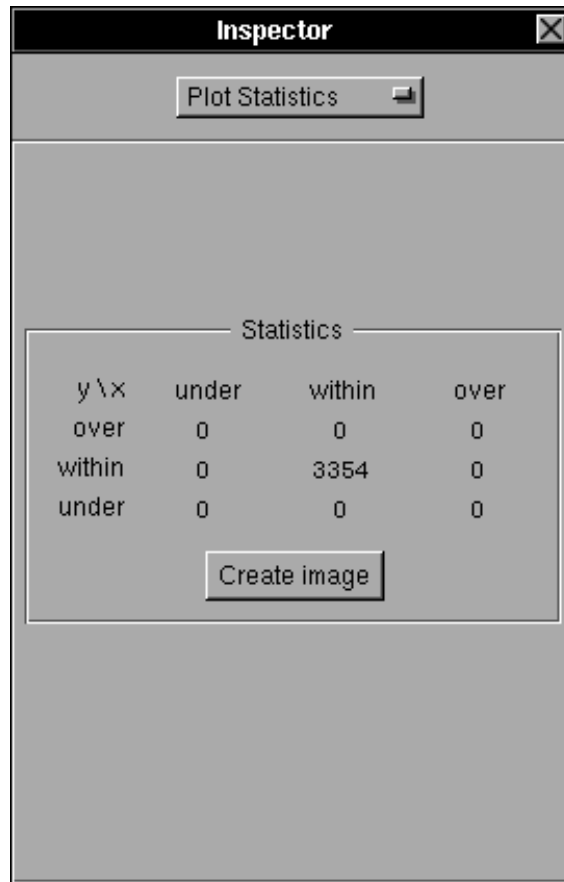 Inspector
Plot Statistics
Statistics
y\x under within over
over 0 0 0
within 0 3354 0
under 0 0 0
Create image